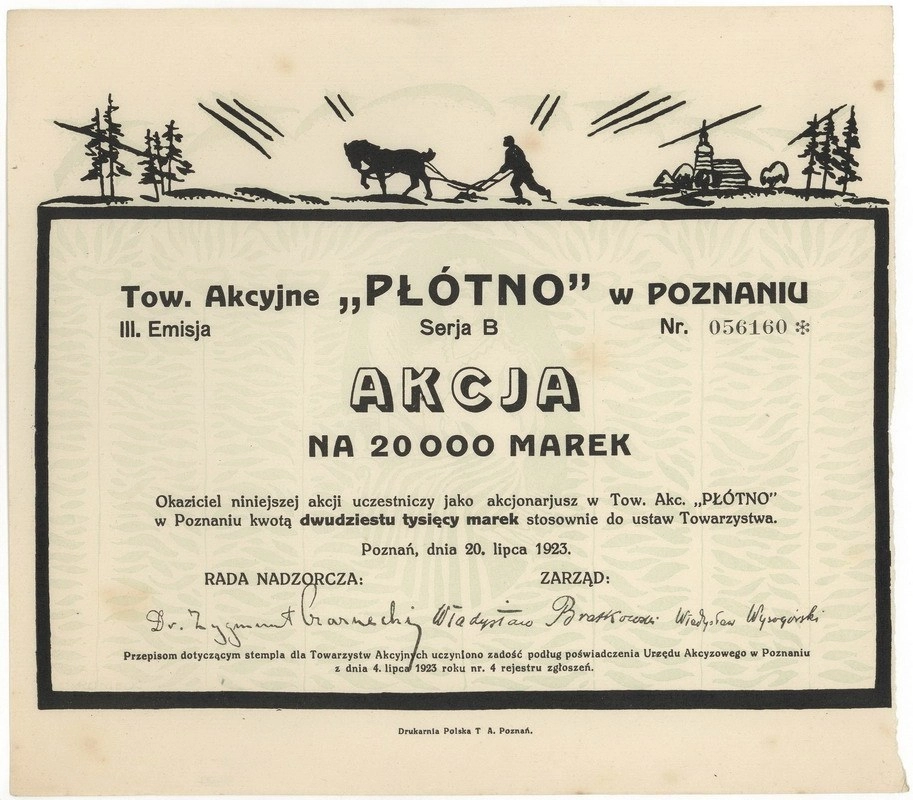 Tow. Akcyjne „PŁÓTNO” w POZNANIU
III. Emisja Serja B Nr. 056160 ✻
AKCJA
NA 20000 MAREK
Okaziciel niniejszej akcji uczestniczy jako akcjonarjusz w Tow. Akc. „PŁÓTNO”
w Poznaniu kwotą dwudziestu tysięcy marek stosownie do ustaw Towarzystwa.
Poznań, dnia 20. lipca 1923.
RADA NADZORCZA: ZARZĄD:
Dr. Zygmunt Czarnecki Władysław Bratkowski Władysław Wysogórski
Przepisom dotyczącym stempla dla Towarzystw Akcyjnych uczyniono zadość podług poświadczenia Urzędu Akcyzowego w Poznaniu
z dnia 4. lipca 1923 roku nr. 4 rejestru zgłoszeń.
Drukarnia Polska T A. Poznań.